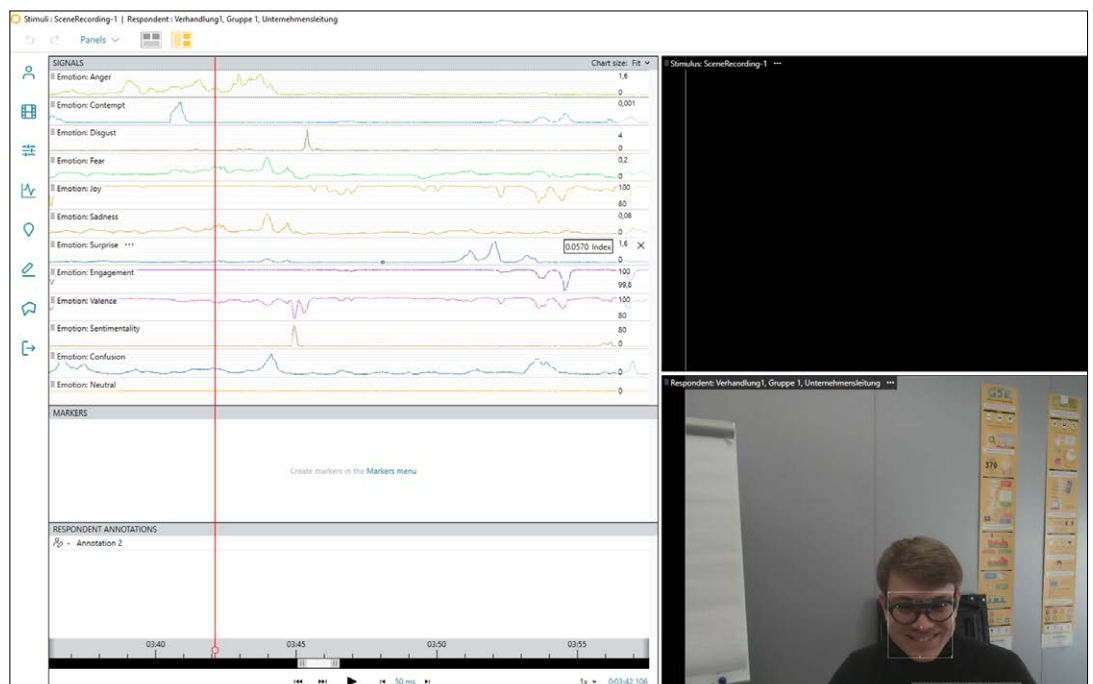 Stimuli : SceneRecording-1 | Respondent : Verhandlung1, Gruppe 1, Unternehmensleitung
Panels
SIGNALS
Chart size: Fit
Emotion: Anger
1,6
0
Emotion: Contempt
0,001
Emotion: Disgust
4
0
Emotion: Fear
0,2
0
Emotion: Joy
100
80
Emotion: Sadness
0,08
0
Emotion: Surprise ···
0.0570 Index
1,6
0
Emotion: Engagement
100
99,8
Emotion: Valence
100
80
Emotion: Sentimentality
80
0
Emotion: Confusion
0
Emotion: Neutral
0
MARKERS
Create markers in the Markers menu
RESPONDENT ANNOTATIONS
- Annotation 2
03:40 03:45 03:50 03:55
50 ms
1x
0:03:42.106
Stimulus: SceneRecording-1 ···
Respondent: Verhandlung1, Gruppe 1, Unternehmensleitung ···
GSR
370